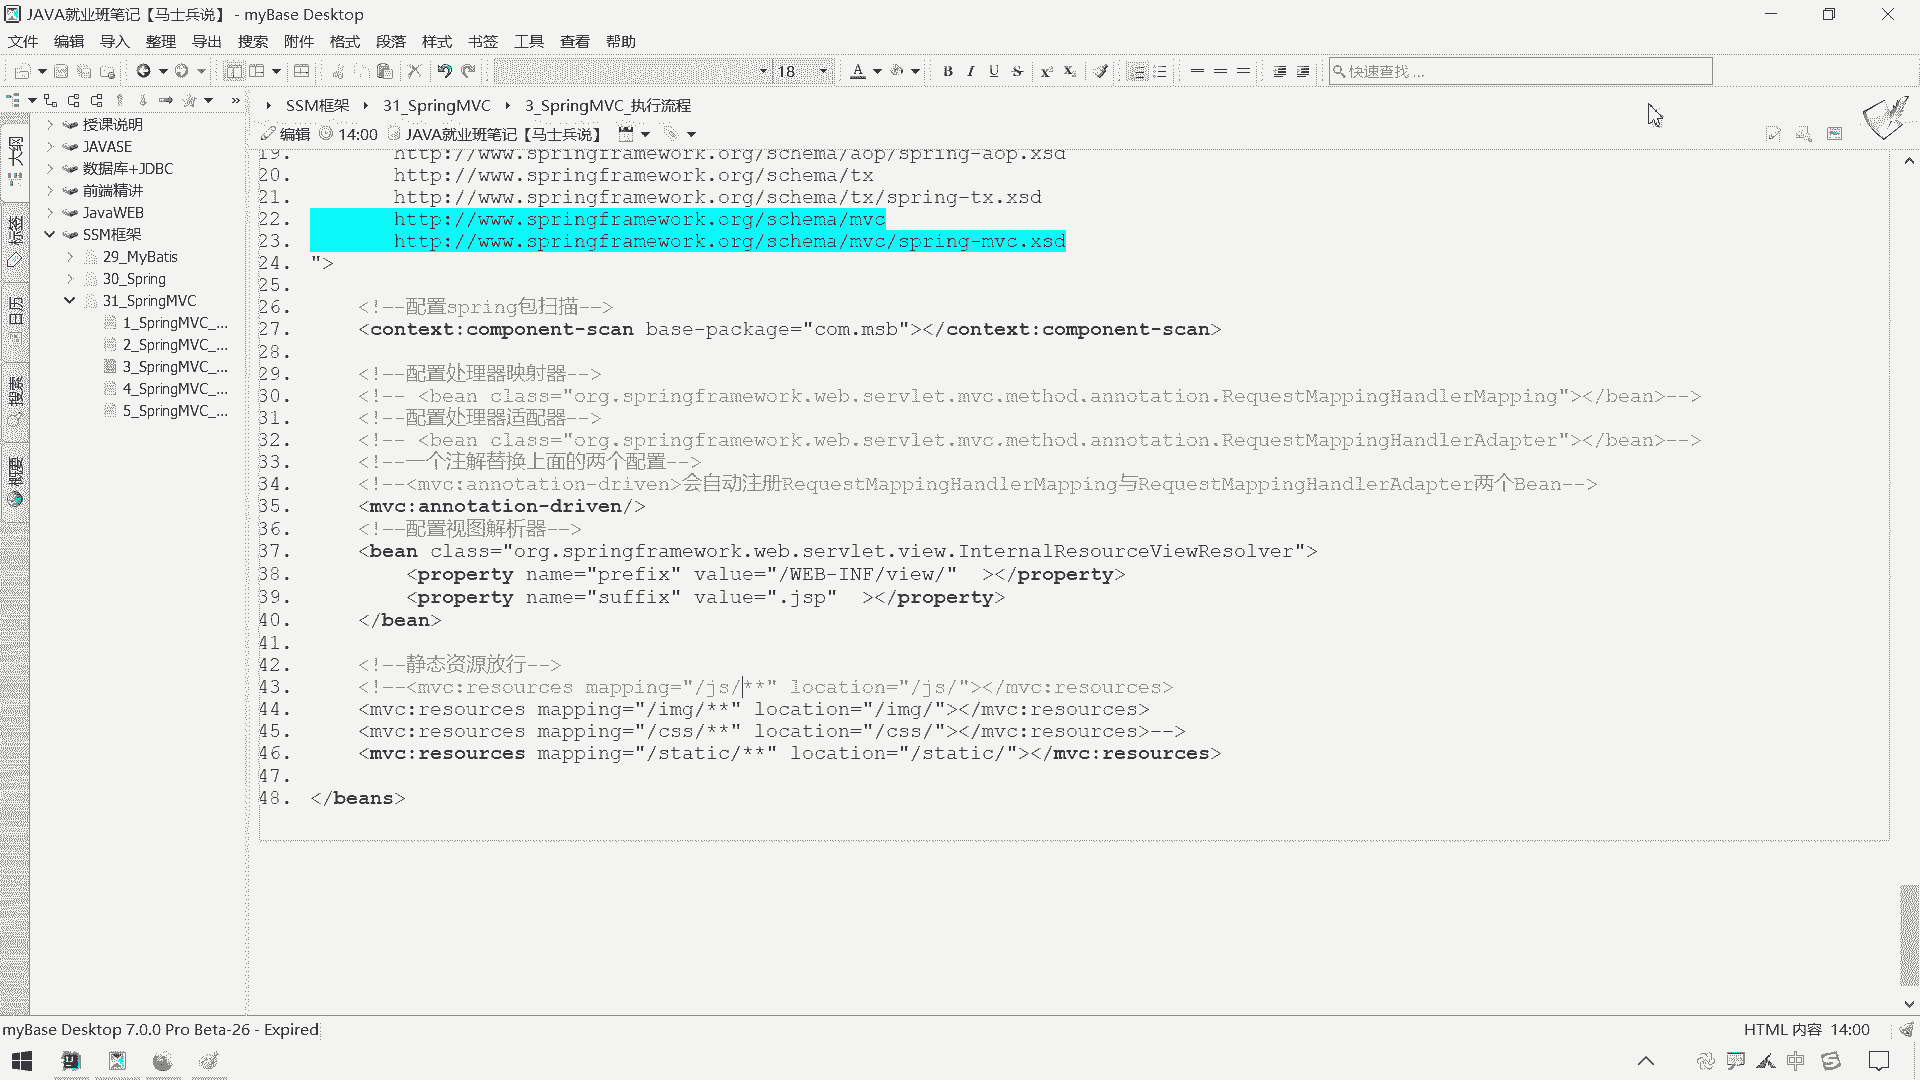 JAVA就业班笔记【马士兵说】 - myBase Desktop
文件 编辑 导入 整理 导出 搜索 附件 格式 段落 样式 书签 工具 查看 帮助
18 快速查找 ...
SSM框架 31_SpringMVC 3_SpringMVC_执行流程
编辑 14:00 JAVA就业班笔记【马士兵说】
大纲
标签
日历
搜索
概要
授课说明
JAVASE
数据库+JDBC
前端精讲
JavaWEB
SSM框架
29_MyBatis
30_Spring
31_SpringMVC
1_SpringMVC_...
2_SpringMVC_...
3_SpringMVC_...
4_SpringMVC_...
5_SpringMVC_...
19. http://www.springframework.org/schema/aop/spring-aop.xsd
20. http://www.springframework.org/schema/tx
21. http://www.springframework.org/schema/tx/spring-tx.xsd
22. http://www.springframework.org/schema/mvc
23. http://www.springframework.org/schema/mvc/spring-mvc.xsd
24. ">
25.
26. <!--配置spring包扫描-->
27. <context:component-scan base-package="com.msb"></context:component-scan>
28.
29. <!--配置处理器映射器-->
30. <!-- <bean class="org.springframework.web.servlet.mvc.method.annotation.RequestMappingHandlerMapping"></bean>-->
31. <!--配置处理器适配器-->
32. <!-- <bean class="org.springframework.web.servlet.mvc.method.annotation.RequestMappingHandlerAdapter"></bean>-->
33. <!--一个注解替换上面的两个配置-->
34. <!--<mvc:annotation-driven>会自动注册RequestMappingHandlerMapping与RequestMappingHandlerAdapter两个Bean-->
35. <mvc:annotation-driven/>
36. <!--配置视图解析器-->
37. <bean class="org.springframework.web.servlet.view.InternalResourceViewResolver">
38. <property name="prefix" value="/WEB-INF/view/" ></property>
39. <property name="suffix" value=".jsp" ></property>
40. </bean>
41.
42. <!--静态资源放行-->
43. <!--<mvc:resources mapping="/js/**" location="/js/"></mvc:resources>
44. <mvc:resources mapping="/img/**" location="/img/"></mvc:resources>
45. <mvc:resources mapping="/css/**" location="/css/"></mvc:resources>-->
46. <mvc:resources mapping="/static/**" location="/static/"></mvc:resources>
47.
48. </beans>
myBase Desktop 7.0.0 Pro Beta-26 - Expired
HTML 内容 14:00
中